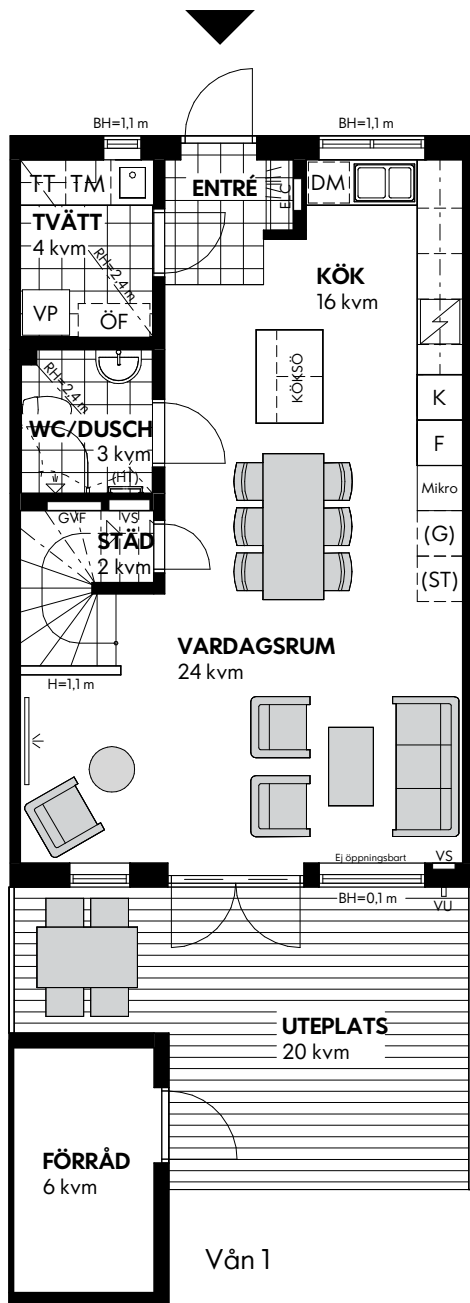 BH=1,1 m
BH=1,1 m
TT TM
ENTRÉ
ELC
DM
TVÄTT
4 kvm
RH=2,4 m
VP
ÖF
KÖK
16 kvm
KÖKSÖ
RH=2,4 m
WC/DUSCH
3 kvm
(HT)
K
F
Mikro
(G)
(ST)
GVF
VS
STÄD
2 kvm
VARDAGSRUM
24 kvm
H=1,1 m
Ej öppningsbart
VS
BH=0,1 m
VU
UTEPLATS
20 kvm
FÖRRÅD
6 kvm
Vån 1